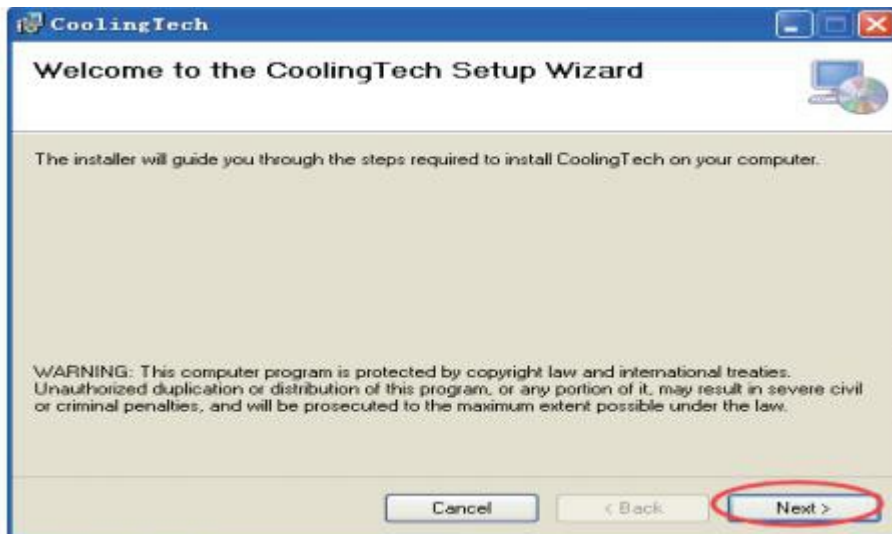 CoolingTech
Welcome to the CoolingTech Setup Wizard
The installer will guide you through the steps required to install CoolingTech on your computer.
WARNING: This computer program is protected by copyright law and international treaties.
Unauthorized duplication or distribution of this program, or any portion of it, may result in severe civil
or criminal penalties, and will be prosecuted to the maximum extent possible under the law.
Cancel
< Back
Next >